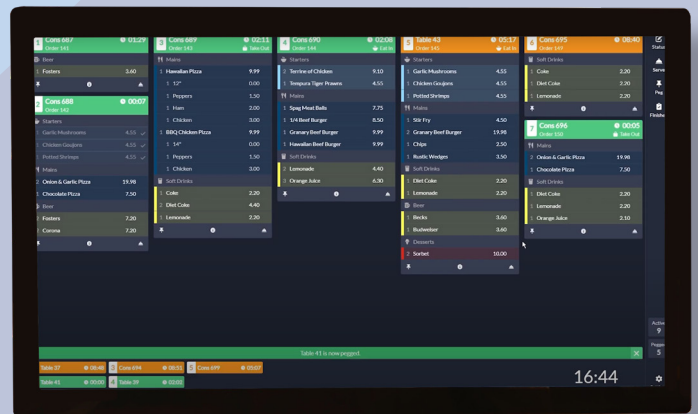 1 Cons 687 01:29
Order 141
Beer
1 Fosters 3.60
2 Cons 688 00:07
Order 142
Starters
1 Garlic Mushrooms 4.55
1 Chicken Goujons 4.55
1 Potted Shrimps 4.55
Mains
2 Onion & Garlic Pizza 19.98
1 Chocolate Pizza 7.50
Beer
2 Fosters 7.20
2 Corona 7.20
3 Cons 689 02:11
Order 143 Take Out
Mains
1 Hawaiian Pizza 9.99
1 12" 0.00
1 Peppers 1.50
1 Ham 2.00
1 Chicken 3.00
1 BBQ Chicken Pizza 9.99
1 14" 0.00
1 Peppers 1.50
1 Chicken 3.00
Soft Drinks
1 Coke 2.20
2 Diet Coke 4.40
1 Lemonade 2.20
4 Cons 690 02:08
Order 144 Eat In
Starters
2 Terrine of Chicken 9.10
1 Tempura Tiger Prawns 4.55
Mains
1 Spag Meat Balls 7.75
1 1/4 Beef Burger 8.50
1 Granary Beef Burger 9.99
1 Hawaiian Beef Burger 9.99
Soft Drinks
2 Lemonade 4.40
3 Orange Juice 6.30
5 Table 43 05:17
Order 145 Eat In
Starters
1 Garlic Mushrooms 4.55
1 Chicken Goujons 4.55
1 Potted Shrimps 4.55
Mains
1 Stir Fry 4.50
2 Granary Beef Burger 19.98
1 Chips 2.50
1 Rustic Wedges 3.50
Soft Drinks
1 Diet Coke 2.20
1 Lemonade 2.20
Beer
1 Becks 3.60
1 Budweiser 3.60
Desserts
2 Sorbet 10.00
6 Cons 695 08:40
Order 149
Soft Drinks
1 Coke 2.20
1 Diet Coke 2.20
1 Lemonade 2.20
7 Cons 696 00:05
Order 150 Take Out
Mains
2 Onion & Garlic Pizza 19.98
1 Chocolate Pizza 7.50
Soft Drinks
1 Diet Coke 2.20
1 Lemonade 2.20
1 Orange Juice 2.10
Status
Serve
Peg
Finishe
Active
9
Pegged
5
Table 41 is now pegged
Table 37 08:48
3 Cons 694 08:51
5 Cons 699 05:07
Table 41 00:00
4 Table 39 02:03
16:44